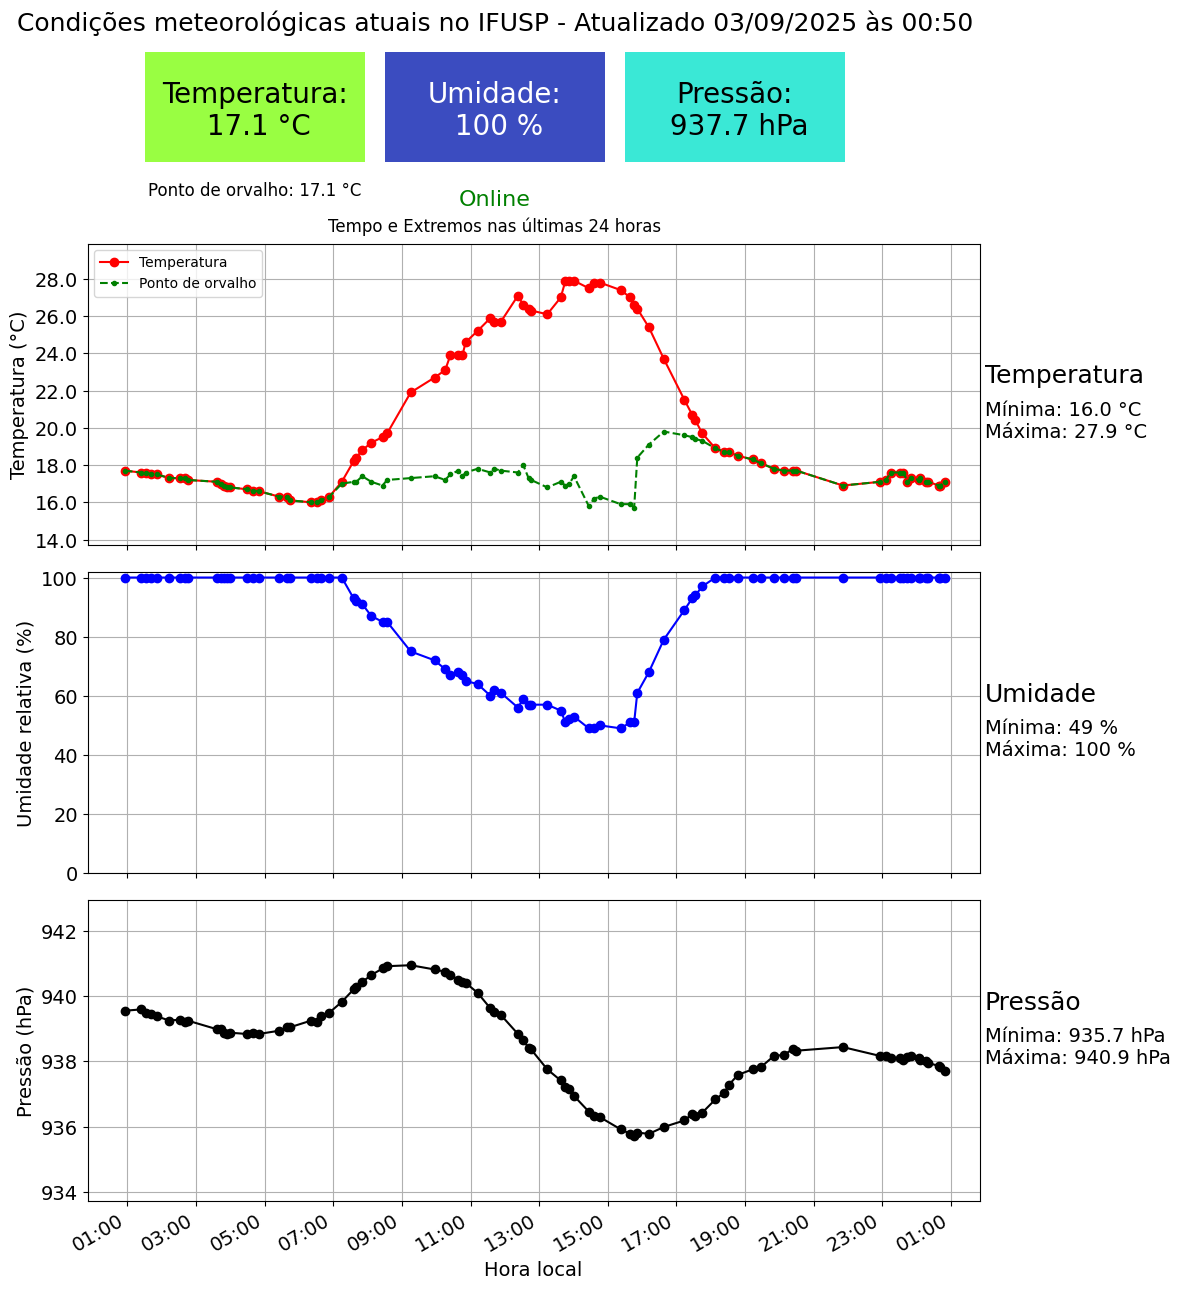 Condições meteorológicas atuais no IFUSP - Atualizado 03/09/2025 às 00:50
Temperatura:
17.1 °C
Umidade:
100 %
Pressão:
937.7 hPa
Ponto de orvalho: 17.1 °C
Online
Tempo e Extremos nas últimas 24 horas
Temperatura
Ponto de orvalho
Temperatura (°C)
28.0
26.0
24.0
22.0
20.0
18.0
16.0
14.0
Temperatura
Mínima: 16.0 °C
Máxima: 27.9 °C
Umidade relativa (%)
100
80
60
40
20
0
Umidade
Mínima: 49 %
Máxima: 100 %
Pressão (hPa)
942
940
938
936
934
Pressão
Mínima: 935.7 hPa
Máxima: 940.9 hPa
01:00
03:00
05:00
07:00
09:00
11:00
13:00
15:00
17:00
19:00
21:00
23:00
01:00
Hora local